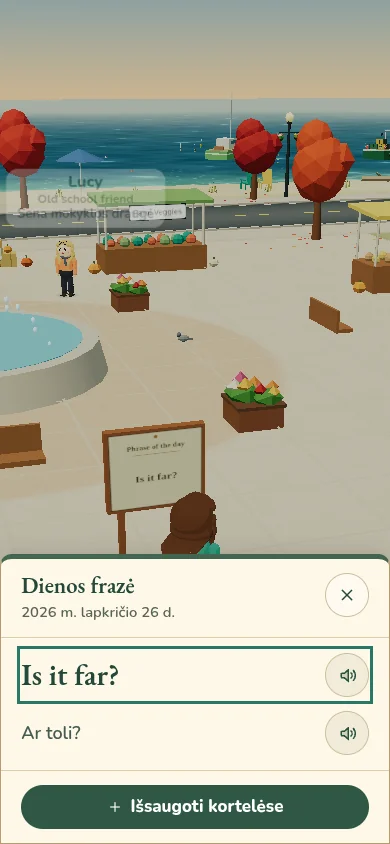 Lucy
Old school friend
Sena mokyklos draugė
Veggies
Phrase of the day
Is it far?
Dienos frazė
2026 m. lapkričio 26 d.
Is it far?
Ar toli?
+ Išsaugoti kortelėse